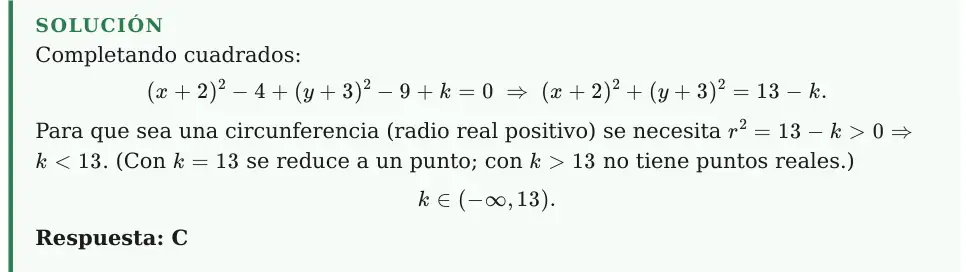 SOLUCIÓN
Completando cuadrados:
(x + 2)² − 4 + (y + 3)² − 9 + k = 0 ⇒ (x + 2)² + (y + 3)² = 13 − k.
Para que sea una circunferencia (radio real positivo) se necesita r² = 13 − k > 0 ⇒
k < 13. (Con k = 13 se reduce a un punto; con k > 13 no tiene puntos reales.)
k ∈ (−∞, 13).
Respuesta: C